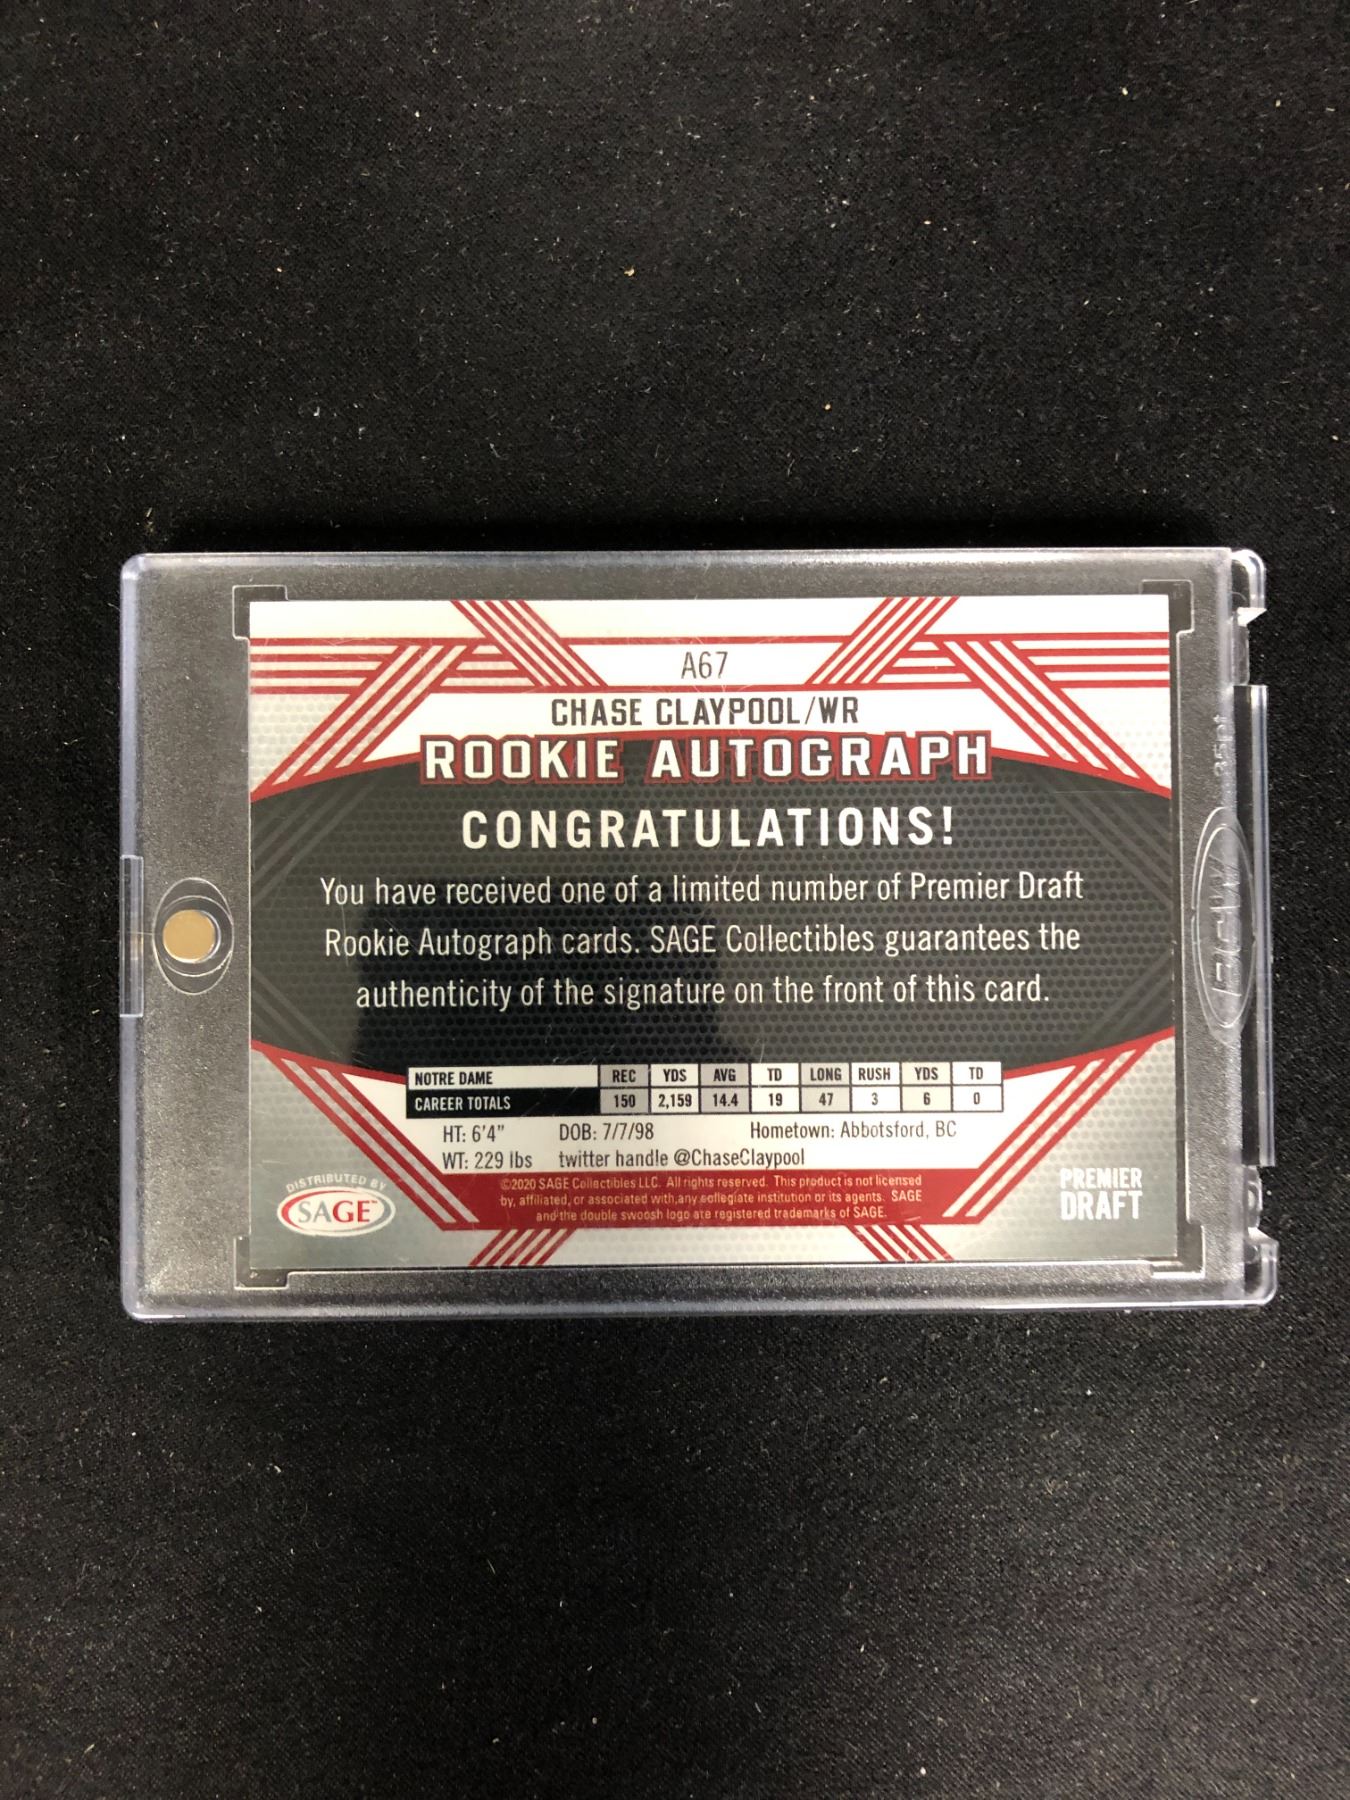 A67
CHASE CLAYPOOL/WR
ROOKIE AUTOGRAPH
CONGRATULATIONS!
You have received one of a limited number of Premier Draft
Rookie Autograph cards. SAGE Collectibles guarantees the
authenticity of the signature on the front of this card.
NOTRE DAME REC YDS AVG TD LONG RUSH YDS TD
CAREER TOTALS 150 2,159 14.4 19 47 3 6 0
HT: 6'4" DOB: 7/7/98 Hometown: Abbotsford, BC
WT: 229 lbs twitter handle @ChaseClaypool
©2020 SAGE Collectibles LLC. All rights reserved. This product is not licensed
by, affiliated, or associated with,any collegiate institution or its agents. SAGE
and the double swoosh logo are registered trademarks of SAGE.
DISTRIBUTED BY
SAGE™
PREMIER
DRAFT
35pt
BCW